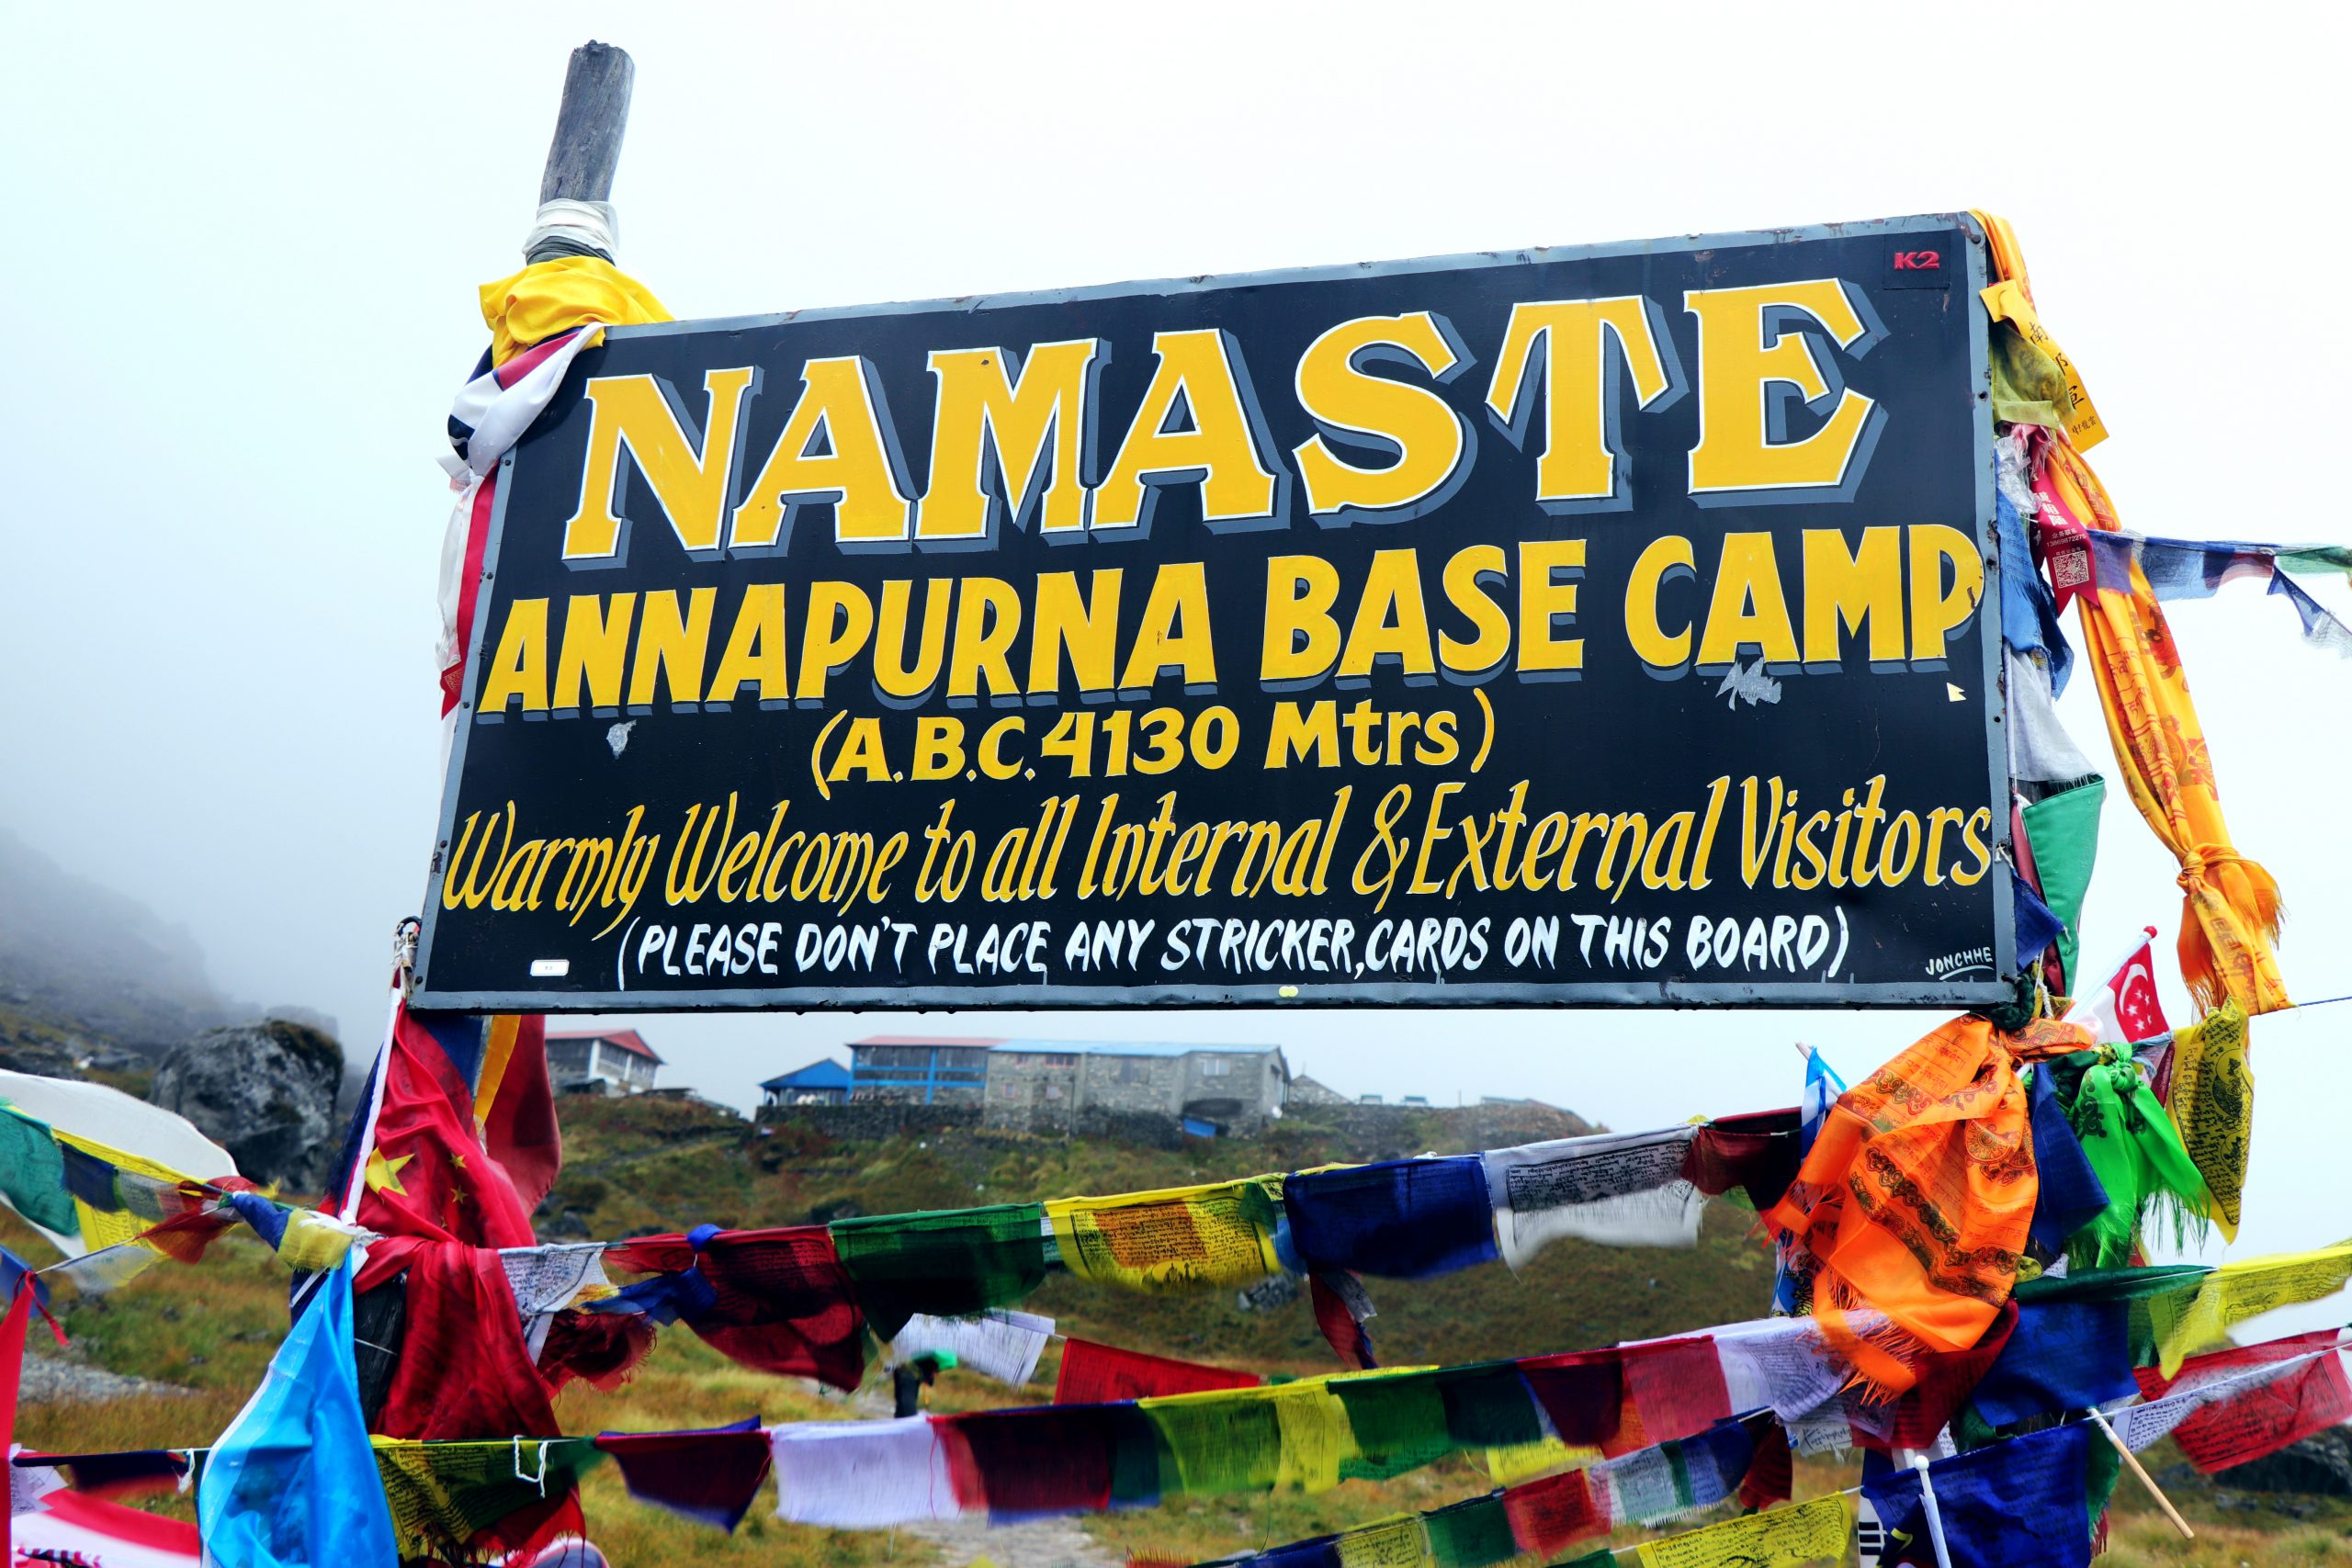 K2
NAMASTE
ANNAPURNA BASE CAMP
(A.B.C. 4130 Mtrs)
Warmly Welcome to all Internal & External Visitors
(PLEASE DON'T PLACE ANY STRICKER,CARDS ON THIS BOARD)
JONCHHE